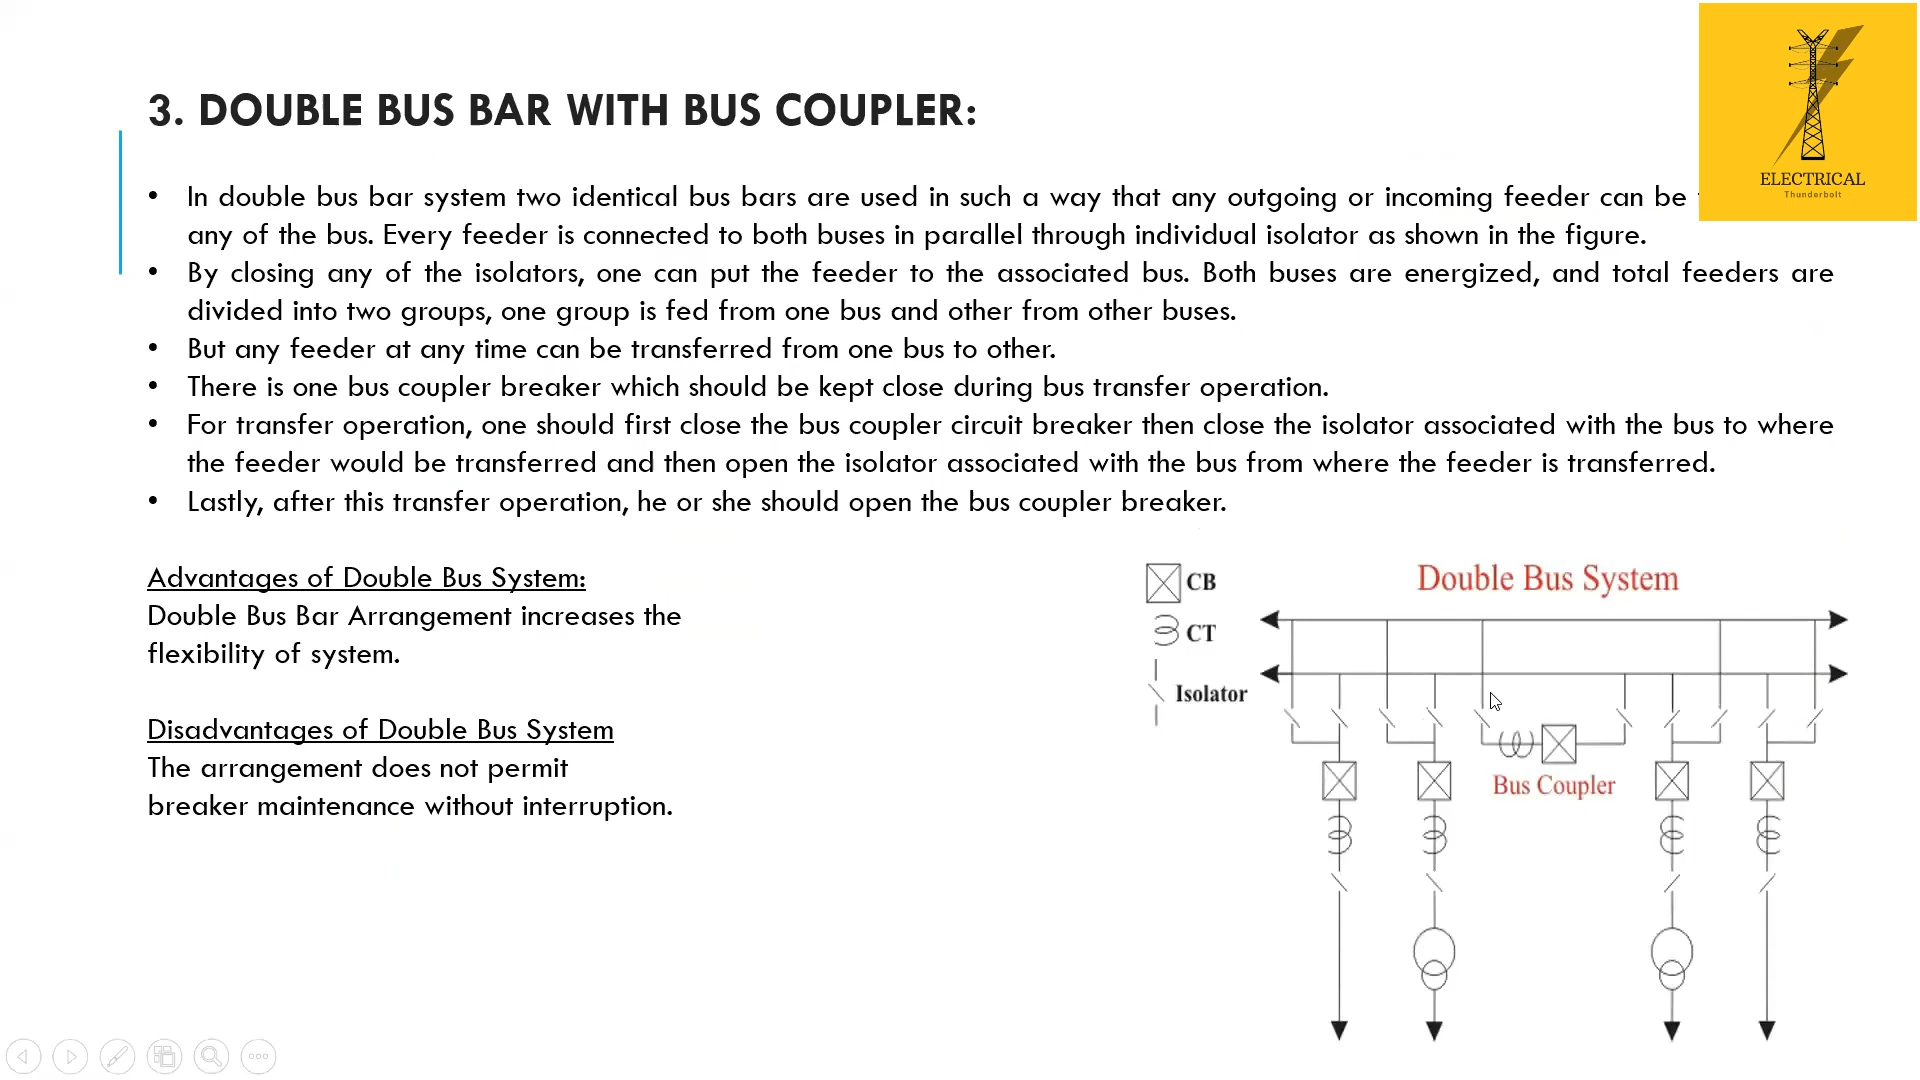 3. DOUBLE BUS BAR WITH BUS COUPLER:
ELECTRICAL
Thunderbolt
• In double bus bar system two identical bus bars are used in such a way that any outgoing or incoming feeder can be
any of the bus. Every feeder is connected to both buses in parallel through individual isolator as shown in the figure.
• By closing any of the isolators, one can put the feeder to the associated bus. Both buses are energized, and total feeders are
divided into two groups, one group is fed from one bus and other from other buses.
• But any feeder at any time can be transferred from one bus to other.
• There is one bus coupler breaker which should be kept close during bus transfer operation.
• For transfer operation, one should first close the bus coupler circuit breaker then close the isolator associated with the bus to where
the feeder would be transferred and then open the isolator associated with the bus from where the feeder is transferred.
• Lastly, after this transfer operation, he or she should open the bus coupler breaker.
Advantages of Double Bus System:
Double Bus Bar Arrangement increases the
flexibility of system.
Disadvantages of Double Bus System
The arrangement does not permit
breaker maintenance without interruption.
Double Bus System
CB
CT
Isolator
Bus Coupler